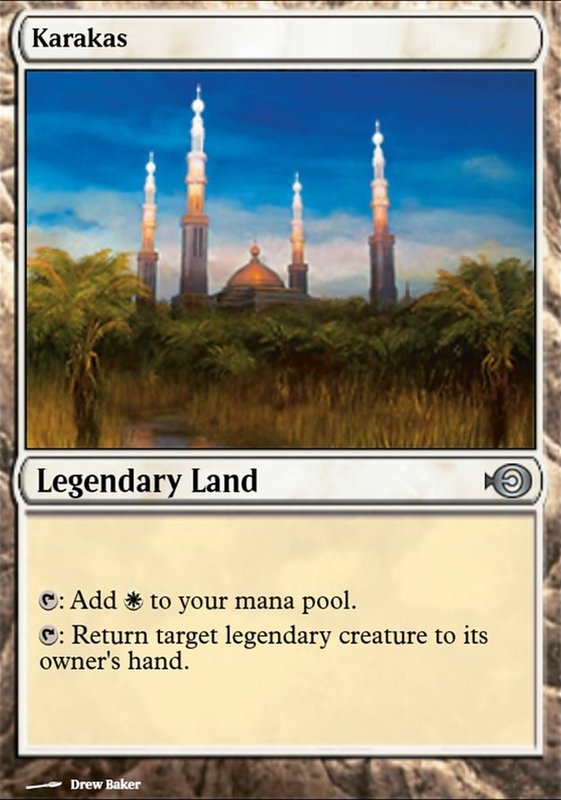 Karakas
Legendary Land
: Add to your mana pool.
: Return target legendary creature to its
owner's hand.
Drew Baker